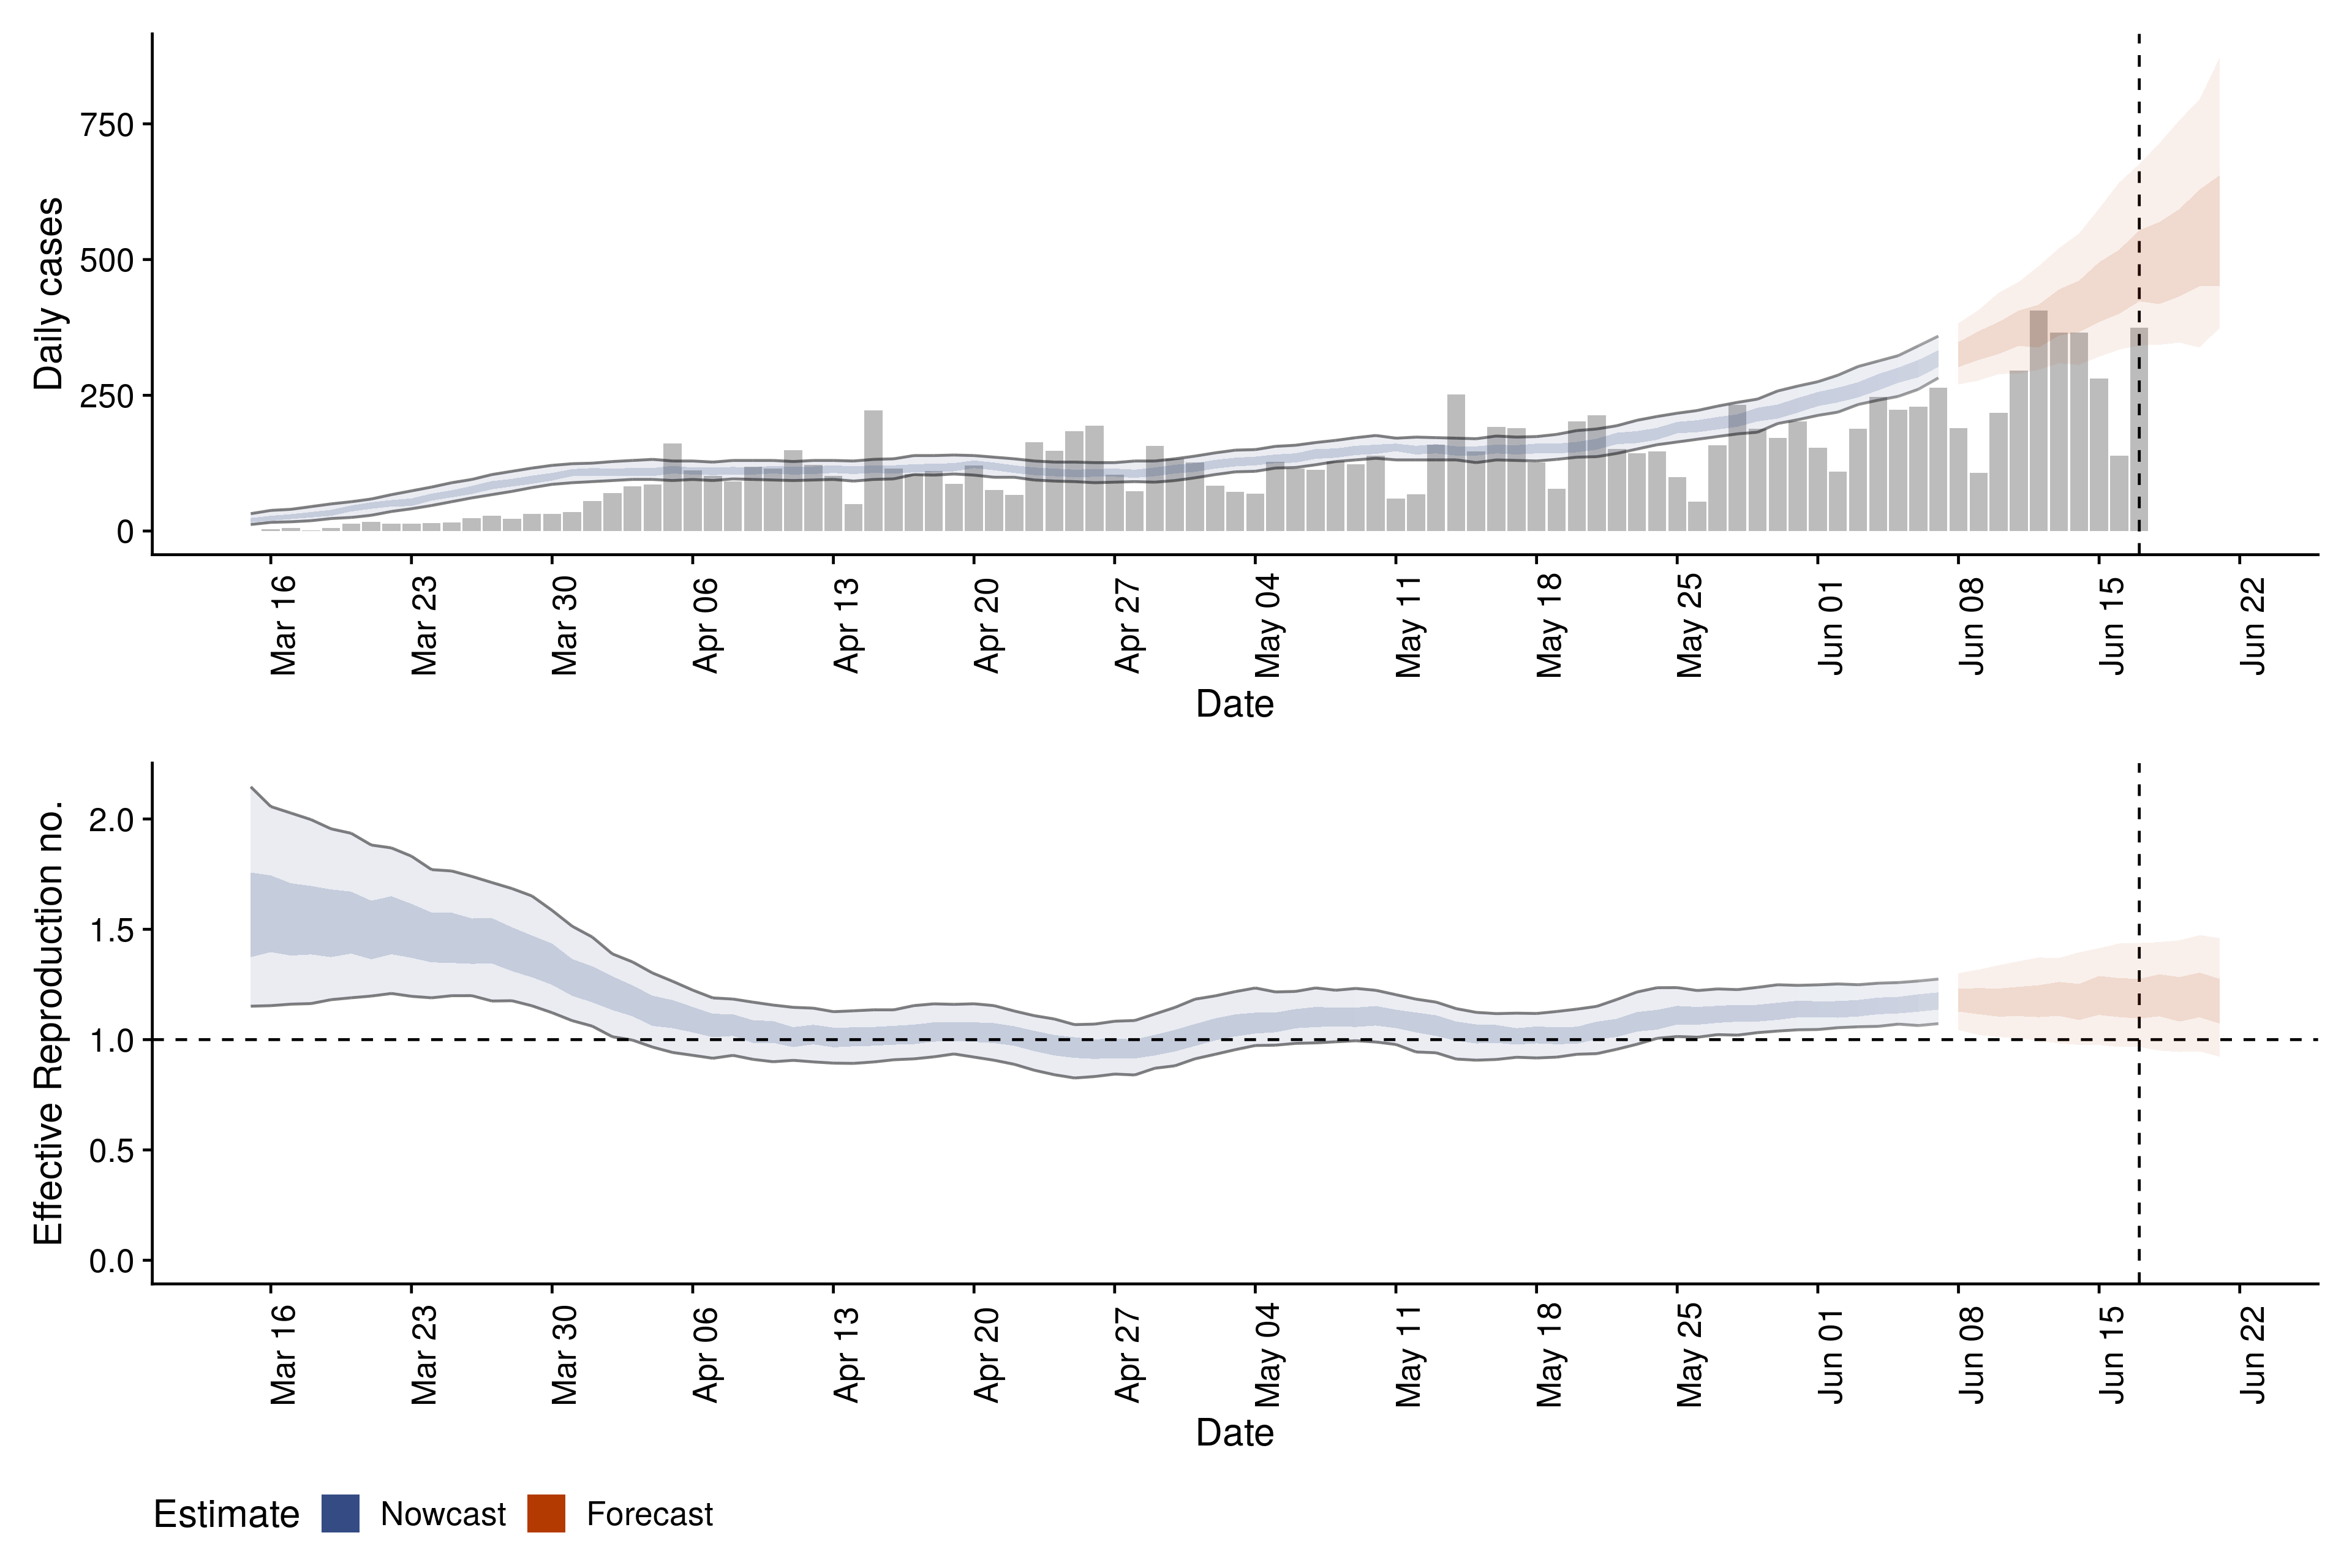 Daily cases
750
500
250
0
Mar 16
Mar 23
Mar 30
Apr 06
Apr 13
Apr 20
Apr 27
May 04
May 11
May 18
May 25
Jun 01
Jun 08
Jun 15
Jun 22
Date
Effective Reproduction no.
2.0
1.5
1.0
0.5
0.0
Mar 16
Mar 23
Mar 30
Apr 06
Apr 13
Apr 20
Apr 27
May 04
May 11
May 18
May 25
Jun 01
Jun 08
Jun 15
Jun 22
Date
Estimate Nowcast Forecast